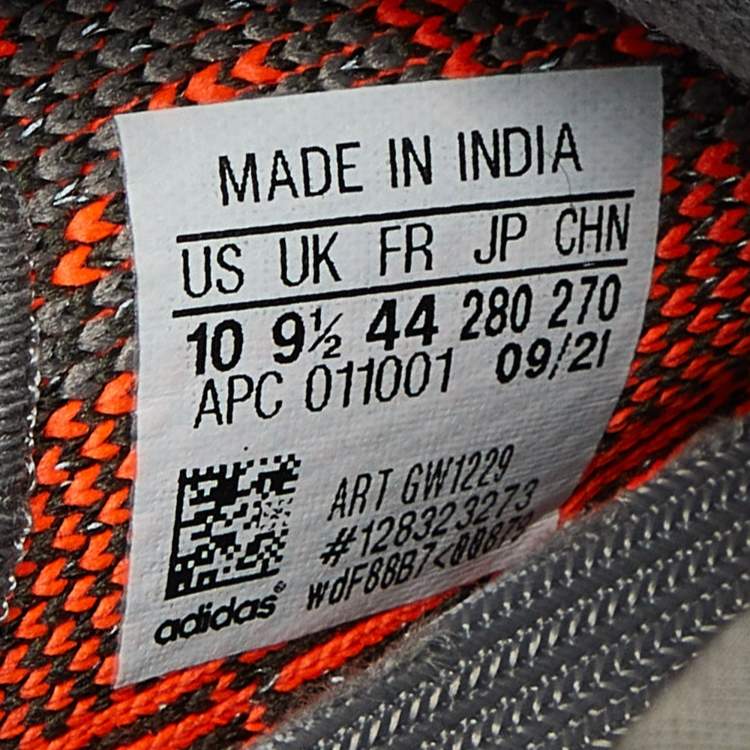 MADE IN INDIA
US UK FR JP CHN
10 9½ 44 280 270
APC 011001 09/21
ART GW1229
#128323273
adidas®